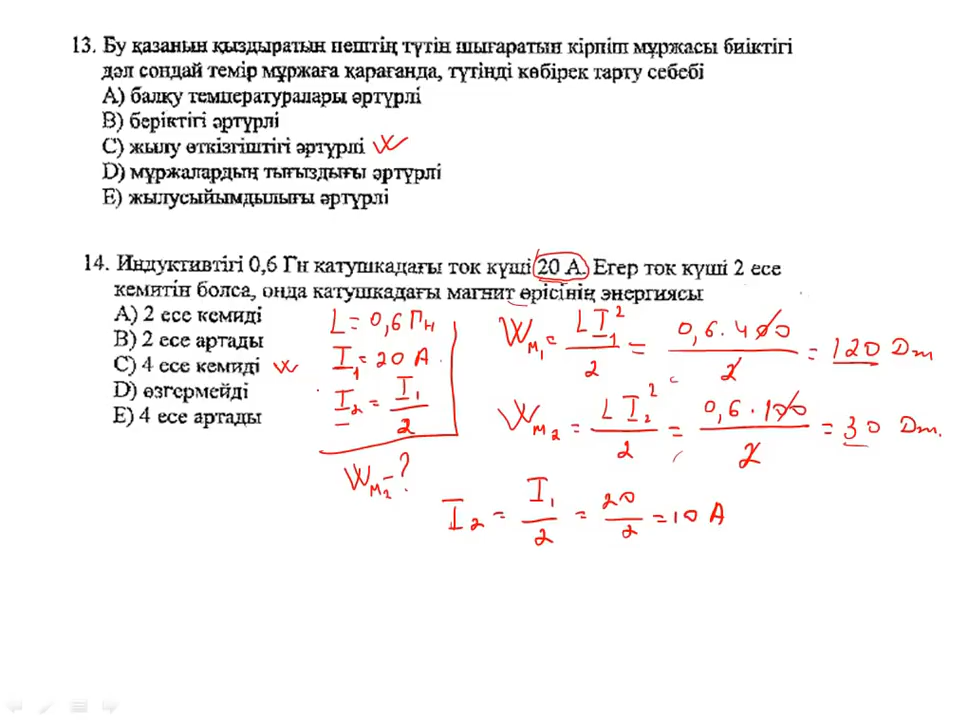 13. Бу қазанын қыздыратын пештің түтін шығаратын кірпіш мұржасы биіктігі
дәл сондай темір мұржаға қарағанда, түтінді көбірек тарту себебі
A) балқу температуралары әртүрлі
B) беріктігі әртүрлі
C) жылу өткізгіштігі әртүрлі
D) мұржалардың тығыздығы әртүрлі
E) жылусыйымдылығы әртүрлі
14. Индуктивтігі 0,6 Гн катушкадағы ток күші 20 А. Егер ток күші 2 есе
кемитін болса, онда катушкадағы магнит өрісінің энергиясы
A) 2 есе кемиді
B) 2 есе артады
C) 4 есе кемиді
D) өзгермейді
E) 4 есе артады
L = 0,6 Гн
I₁ = 20 А
I₂ = I₁/2
Wм₂ - ?
Wм₁ = LI₁²/2 = 0,6 · 400/2 = 120 Дж
Wм₂ = LI₂²/2 = 0,6 · 100/2 = 30 Дж.
I₂ = I₁/2 = 20/2 = 10 А